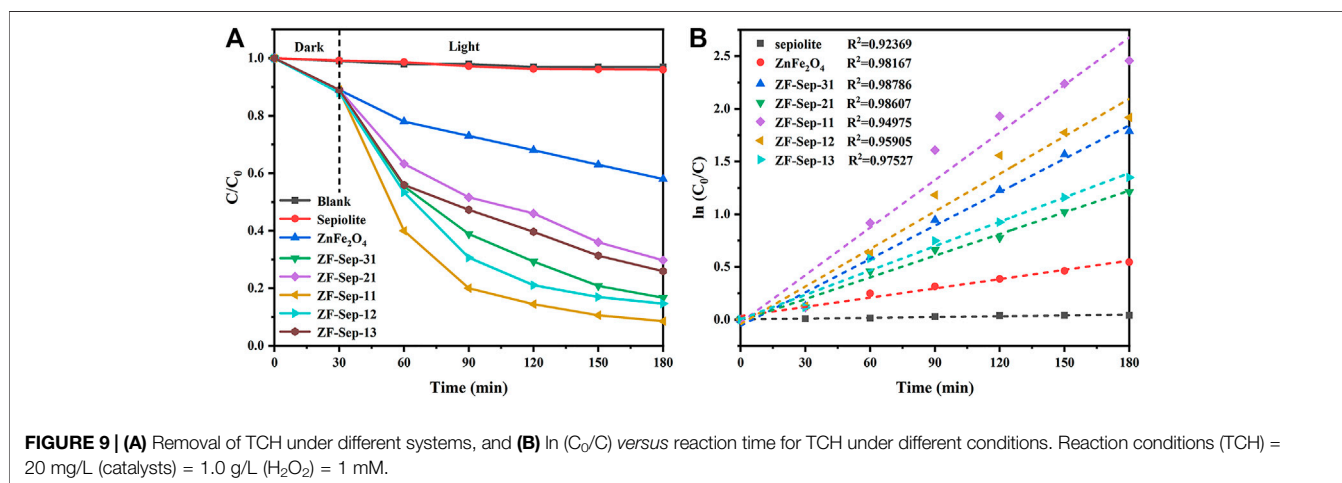 A
Dark
Light
C/C₀
1.0
0.8
0.6
0.4
0.2
0.0
Blank
Sepiolite
ZnFe₂O₄
ZF-Sep-31
ZF-Sep-21
ZF-Sep-11
ZF-Sep-12
ZF-Sep-13
0 30 60 90 120 150 180
Time (min)
B
ln (C₀/C)
2.5
2.0
1.5
1.0
0.5
0.0
sepiolite R²=0.92369
ZnFe₂O₄ R²=0.98167
ZF-Sep-31 R²=0.98786
ZF-Sep-21 R²=0.98607
ZF-Sep-11 R²=0.94975
ZF-Sep-12 R²=0.95905
ZF-Sep-13 R²=0.97527
0 30 60 90 120 150 180
Time (min)
FIGURE 9 | (A) Removal of TCH under different systems, and (B) ln (C₀/C) versus reaction time for TCH under different conditions. Reaction conditions (TCH) =
20 mg/L (catalysts) = 1.0 g/L (H₂O₂) = 1 mM.